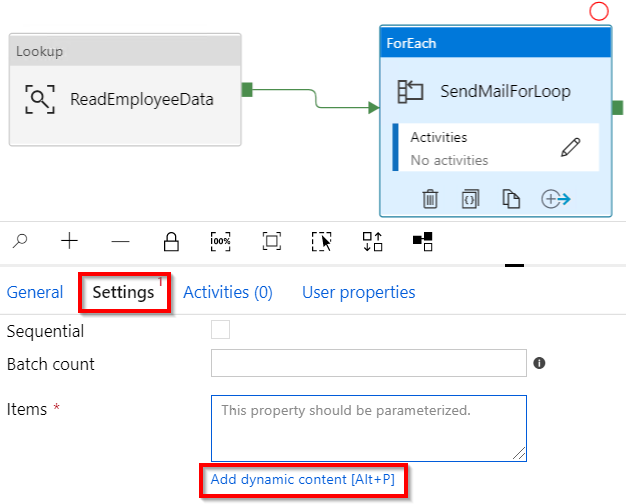 Lookup
ReadEmployeeData
ForEach
SendMailForLoop
Activities
No activities
{}
100%
General
Settings 1
Activities (0)
User properties
Sequential
Batch count
i
Items *
This property should be parameterized.
Add dynamic content [Alt+P]